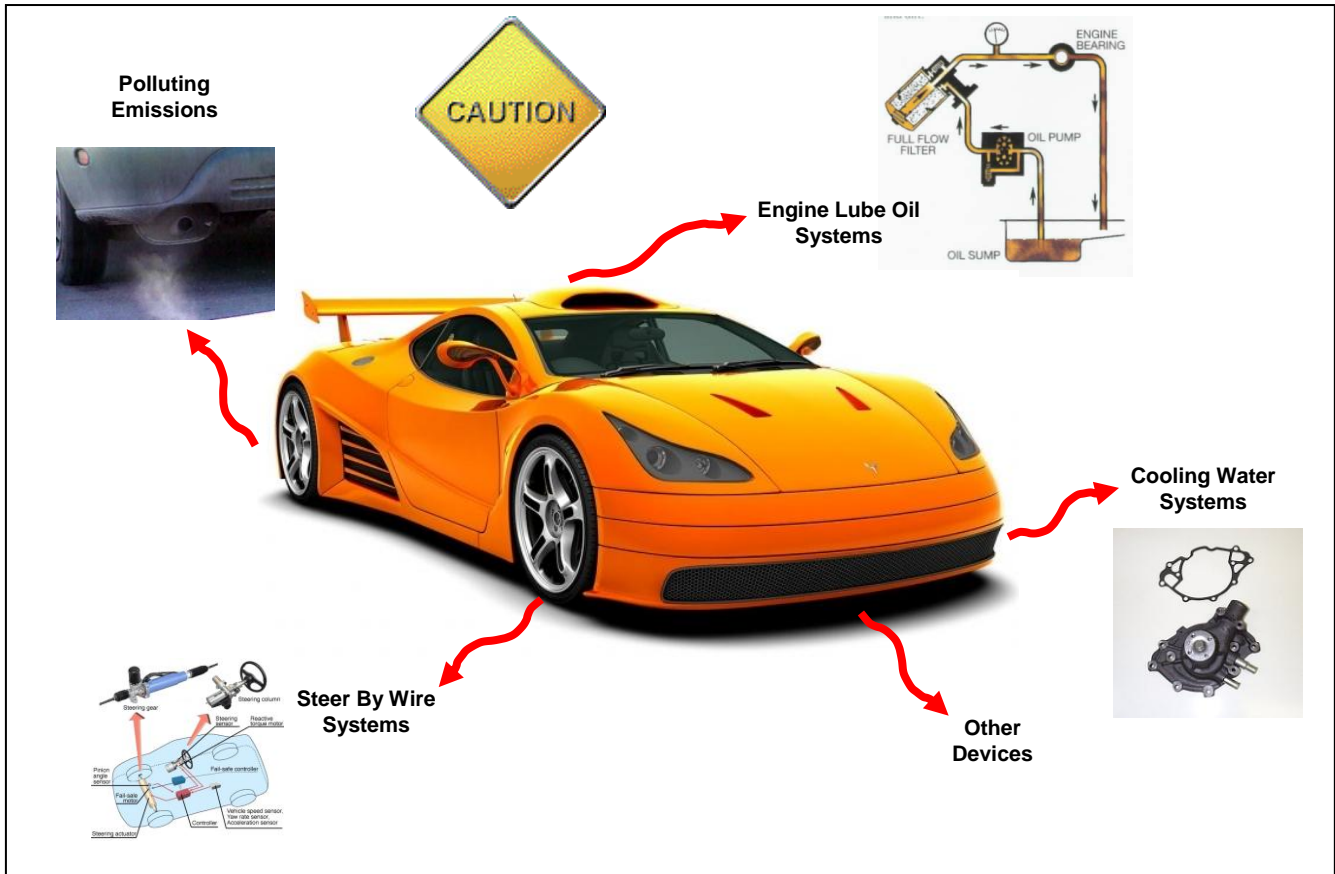 and dirt.
ENGINE
BEARING
Polluting
Emissions
CAUTION
FULL FLOW
FILTER
OIL PUMP
Engine Lube Oil
Systems
OIL SUMP
Cooling Water
Systems
Steer By Wire
Systems
Other
Devices
Steering gear
Steering column
Steering
sensor
Reactive
torque motor
Pinion
angle
sensor
Fail-safe controller
Fail-safe
motor
Vehicle speed sensor,
Yaw rate sensor,
Acceleration sensor
Steering actuator
Controller